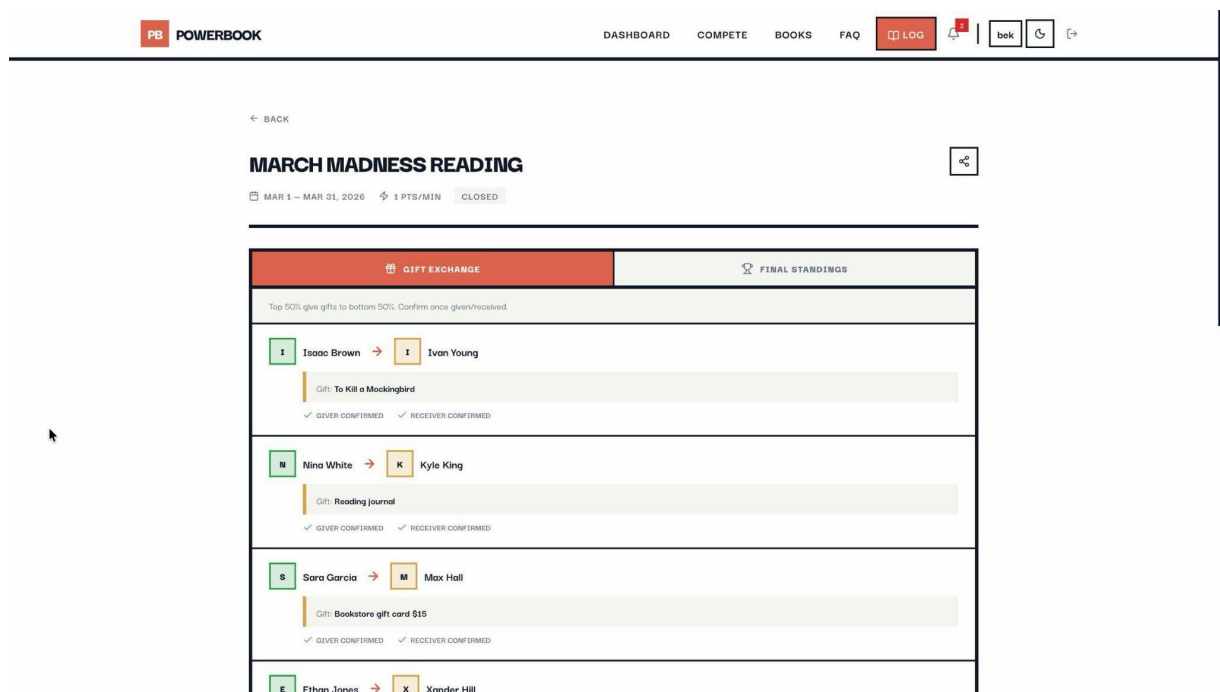 PB POWERBOOK DASHBOARD COMPETE BOOKS FAQ LOG 2 bek
← BACK
MARCH MADNESS READING
MAR 1 – MAR 31, 2026 1 PTS/MIN CLOSED
GIFT EXCHANGE FINAL STANDINGS
Top 50% give gifts to bottom 50%. Confirm once given/received.
I Isaac Brown → I Ivan Young
Gift: To Kill a Mockingbird
✓ GIVER CONFIRMED ✓ RECEIVER CONFIRMED
N Nina White → K Kyle King
Gift: Reading journal
✓ GIVER CONFIRMED ✓ RECEIVER CONFIRMED
S Sara Garcia → M Max Hall
Gift: Bookstore gift card $15
✓ GIVER CONFIRMED ✓ RECEIVER CONFIRMED
E Ethan Jones → X Xander Hill